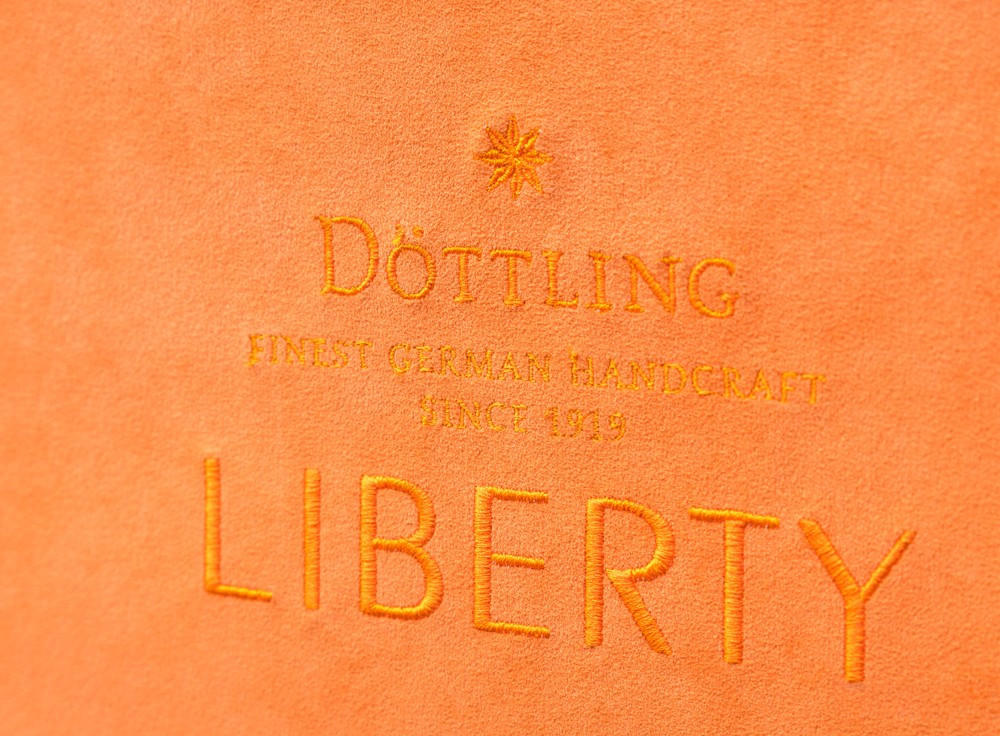 DÖTTLING
FINEST GERMAN HANDCRAFT
SINCE 1919
LIBERTY